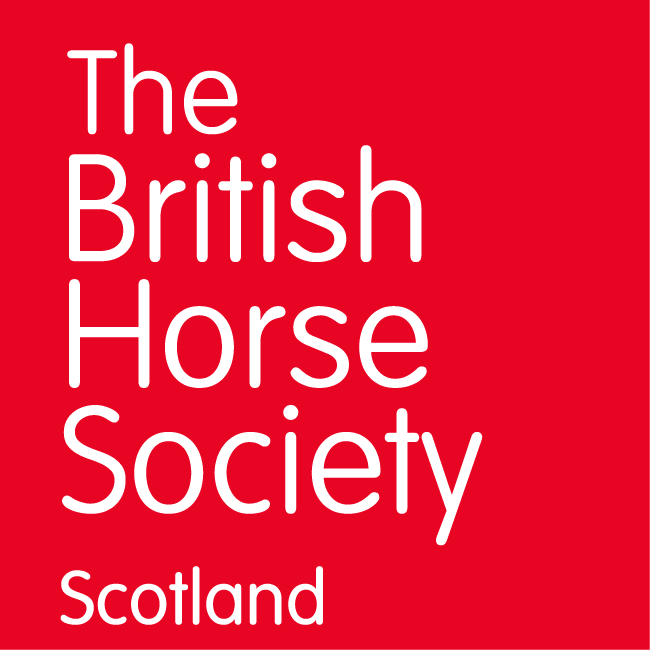 The
British
Horse
Society
Scotland